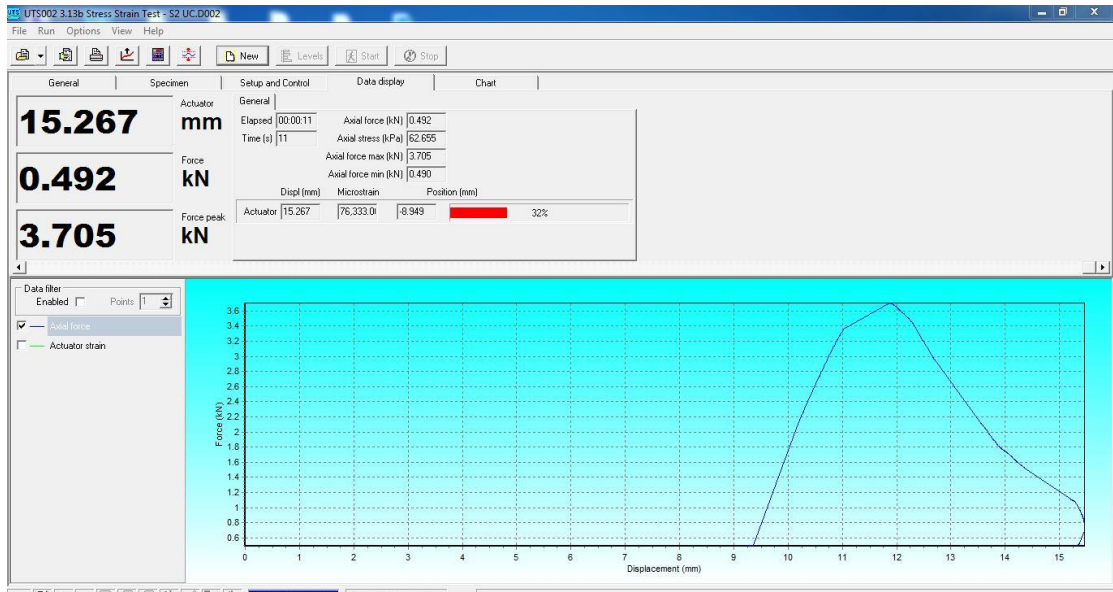 UTS UTS002 3.13b Stress Strain Test - S2 UC.D002
File Run Options View Help
New Levels Start Stop
General Specimen Setup and Control Data display Chart
15.267 Actuator mm
0.492 Force kN
3.705 Force peak kN
General
Elapsed 00:00:11 Axial force (kN) 0.492
Time (s) 11 Axial stress (kPa) 62.655
Axial force max (kN) 3.705
Axial force min (kN) 0.490
Displ (mm) Microstrain Position (mm)
Actuator 15.267 76,333.0 -8.949 32%
Data filter
Enabled Points 1
Axial force
Actuator strain
Force (kN)
3.6
3.4
3.2
3
2.8
2.6
2.4
2.2
2
1.8
1.6
1.4
1.2
1
0.8
0.6
0 1 2 3 4 5 6 7 8 9 10 11 12 13 14 15
Displacement (mm)